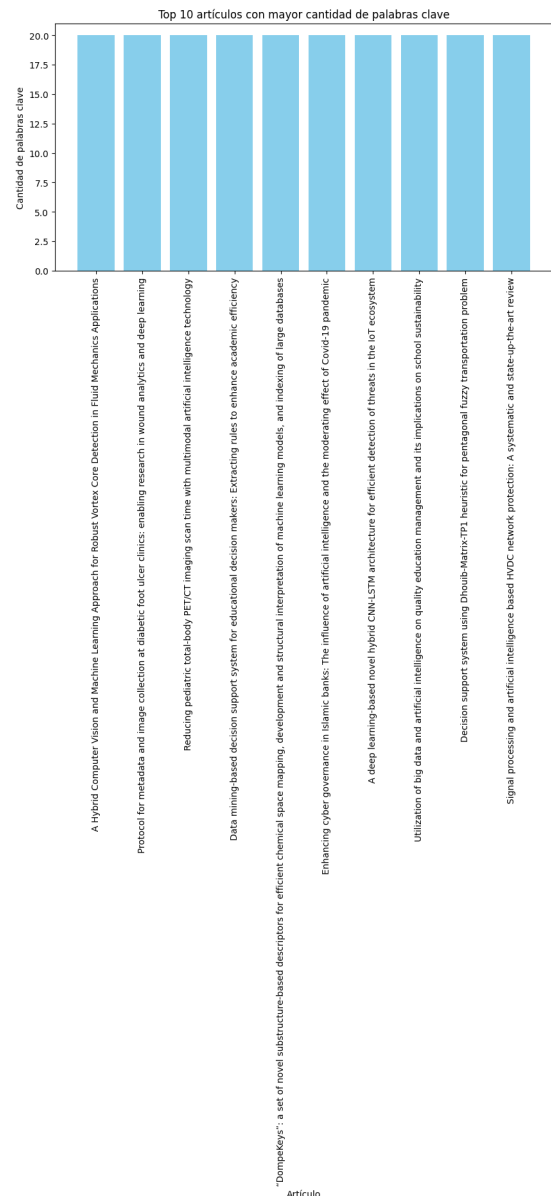 Top 10 artículos con mayor cantidad de palabras clave
Cantidad de palabras clave
20.0
17.5
15.0
12.5
10.0
7.5
5.0
2.5
0.0
A Hybrid Computer Vision and Machine Learning Approach for Robust Vortex Core Detection in Fluid Mechanics Applications
Protocol for metadata and image collection at diabetic foot ulcer clinics: enabling research in wound analytics and deep learning
Reducing pediatric total-body PET/CT imaging scan time with multimodal artificial intelligence technology
Data mining-based decision support system for educational decision makers: Extracting rules to enhance academic efficiency
"DompeKeys": a set of novel substructure-based descriptors for efficient chemical space mapping, development and structural interpretation of machine learning models, and indexing of large databases
Enhancing cyber governance in Islamic banks: The influence of artificial intelligence and the moderating effect of Covid-19 pandemic
A deep learning-based novel hybrid CNN-LSTM architecture for efficient detection of threats in the IoT ecosystem
Utilization of big data and artificial intelligence on quality education management and its implications on school sustainability
Decision support system using Dhouib-Matrix-TP1 heuristic for pentagonal fuzzy transportation problem
Signal processing and artificial intelligence based HVDC network protection: A systematic and state-up-the-art review
Artículo